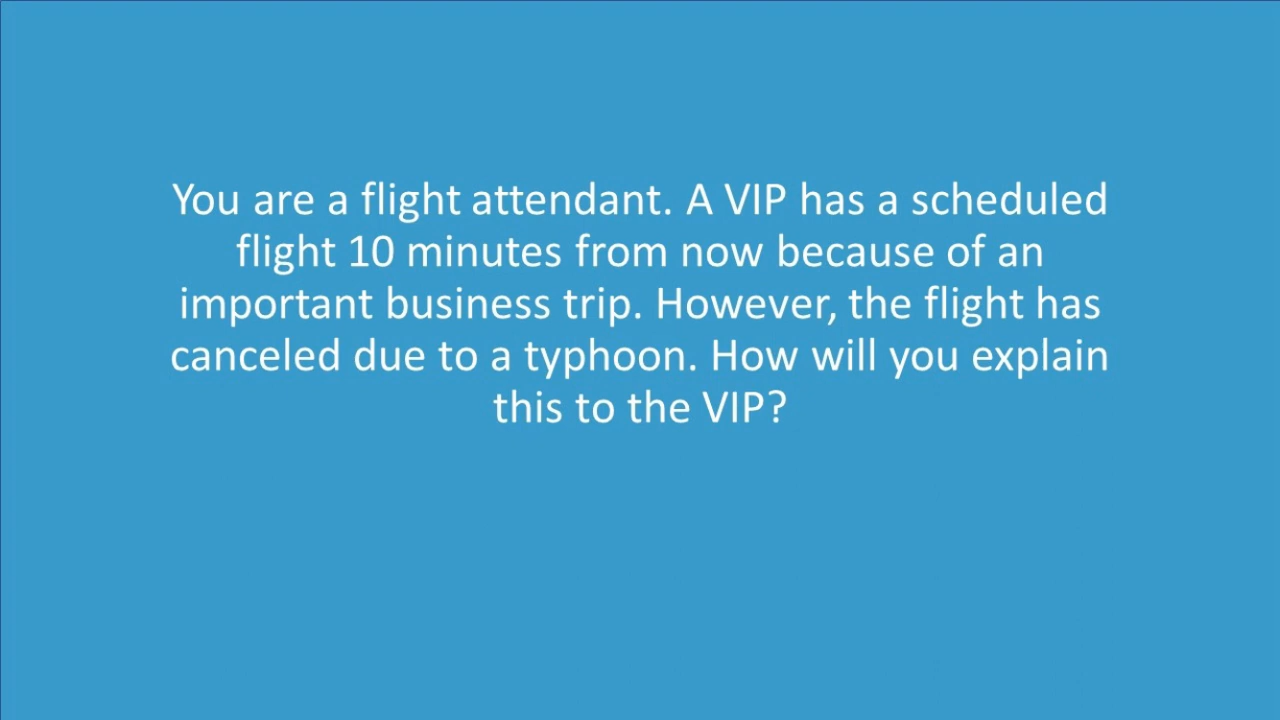 You are a flight attendant. A VIP has a scheduled
flight 10 minutes from now because of an
important business trip. However, the flight has
canceled due to a typhoon. How will you explain
this to the VIP?